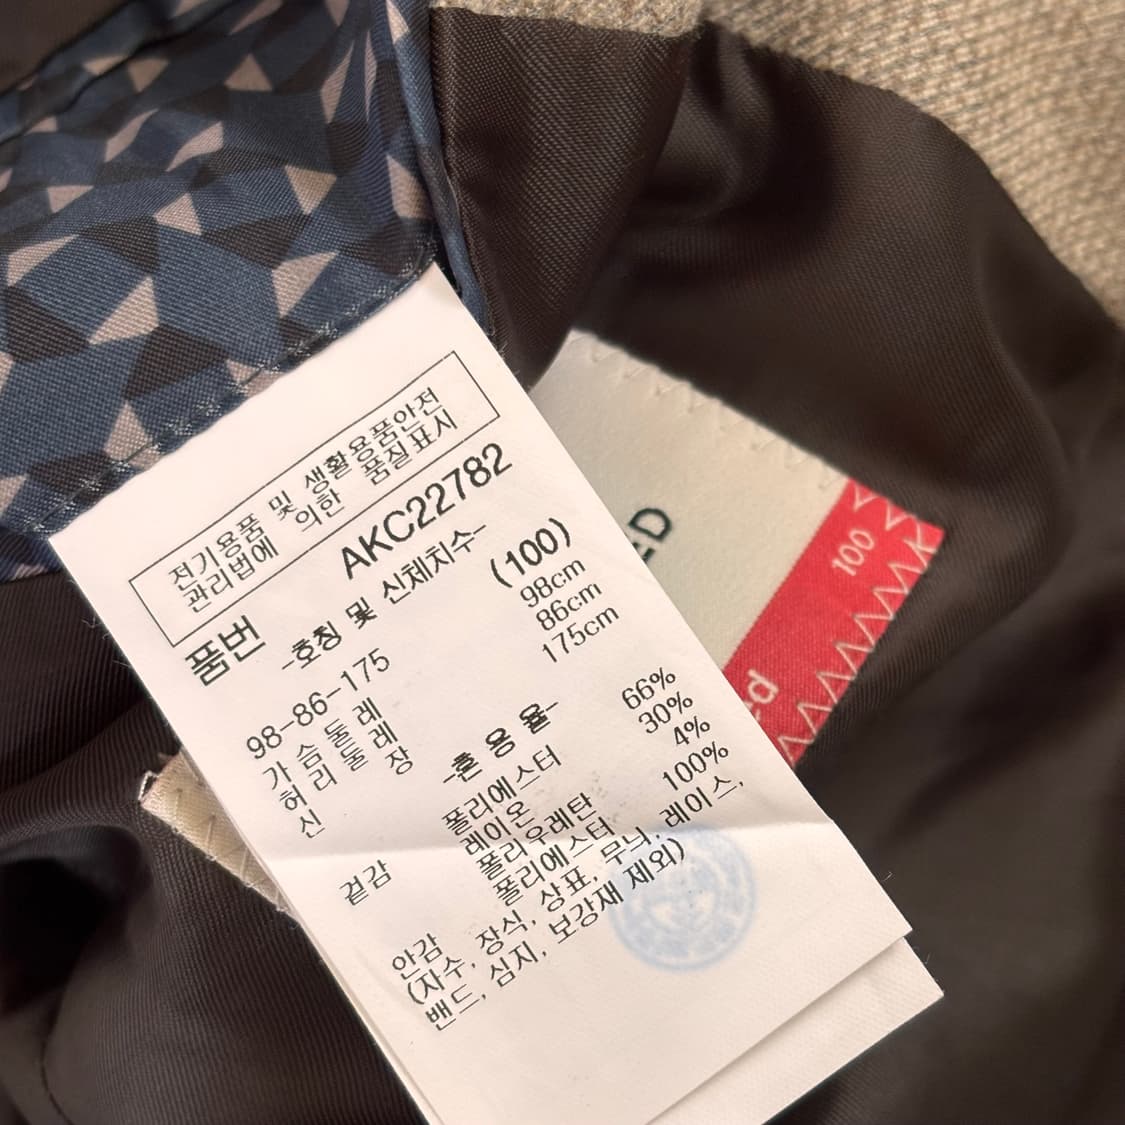 전기용품 및 생활용품안전
관리법에 의한 품질표시
품번 AKC22782
-호칭 및 신체치수-
98-86-175 (100)
가슴둘레 98cm
허리둘레 86cm
신 장 175cm
-혼용율-
겉감 폴리에스터 66%
레이온 30%
폴리우레탄 4%
안감 폴리에스터 100%
(자수, 장식, 상표, 무늬, 레이스,
밴드, 심지, 보강재 제외)
ED
100
ed